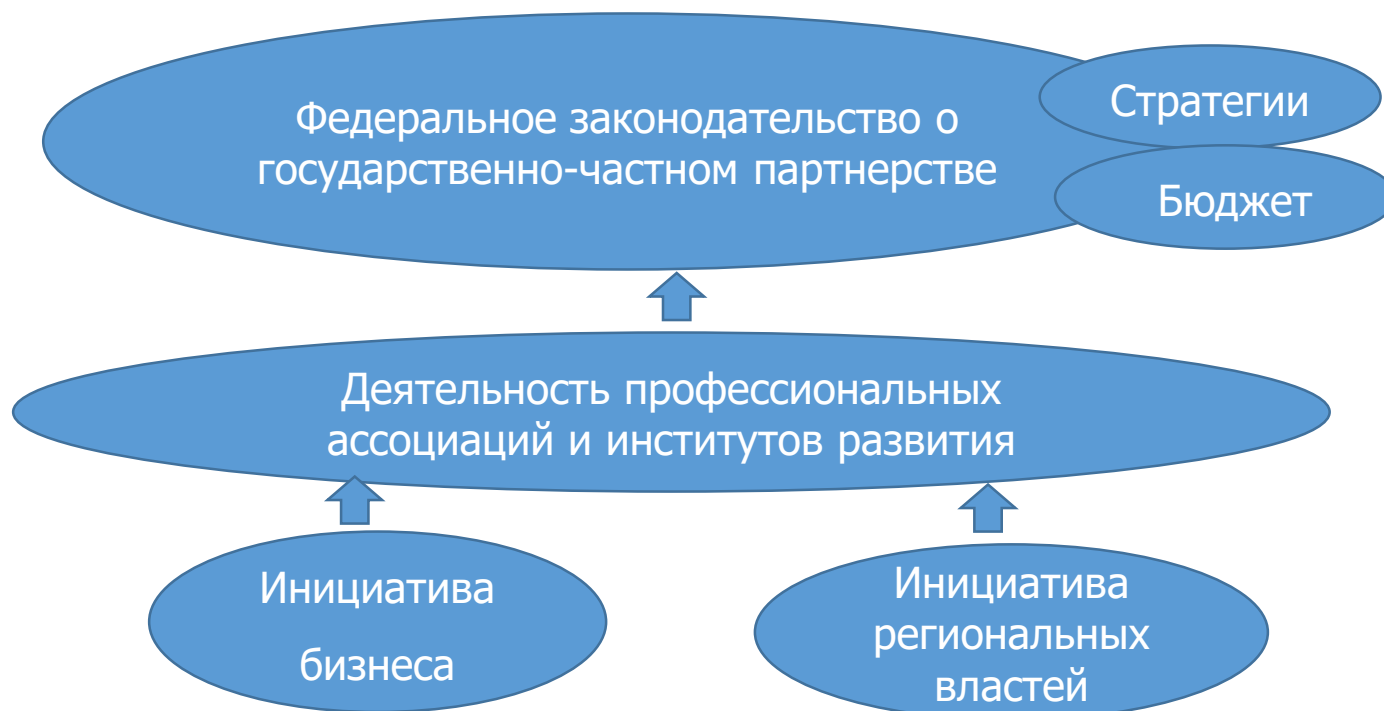 Федеральное законодательство о
государственно-частном партнерстве
Стратегии
Бюджет
Деятельность профессиональных
ассоциаций и институтов развития
Инициатива
бизнеса
Инициатива
региональных
властей